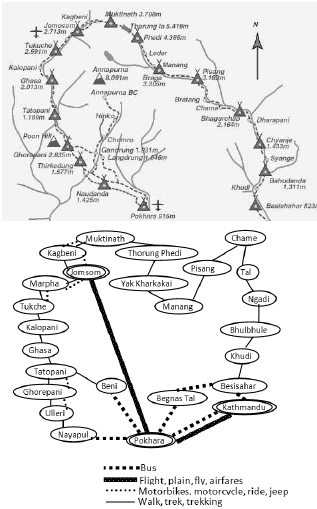 Muktinath 3.798m
Kagbeni
Thorung la 5.416m
Jomosom
2.713m
Phedi 4.366m
Tukuche
2.591m
Leder
Kalopani
Manang
Annapurna
8.091m
Braga
3.305m
Pisang
3.185m
Ghasa
2.013m
Annapurna BC
Bratang
Chame
Tatopani
1.189m
Hinko
Bhagarchap
2.164m
Dharapani
Poon Hill
Chomro
Chyanje
1.433m
Ghorepani 2.835m
Gandrung 1.901m
Langdrung 1.646m
Syange
Thirkedung
1.577m
Bahudanda
1.311m
Naudanda
1.425m
Khudi
Pokhara 915m
Besishahar 823m
N
Muktinath
Chame
Kagbeni
Thorung Phedi
Jomsom
Pisang
Tal
Marpha
Yak Kharkakai
Tukche
Manang
Ngadi
Kalopani
Bhulbhule
Ghasa
Khudi
Tatopani
Beni
Besisahar
Ghorepani
Begnas Tal
Kathmandu
Ulleri
Nayapul
Pokhara
Bus
Flight, plain, fly, airfares
Motorbikes, motorcycle, ride, jeep
Walk, trek, trekking